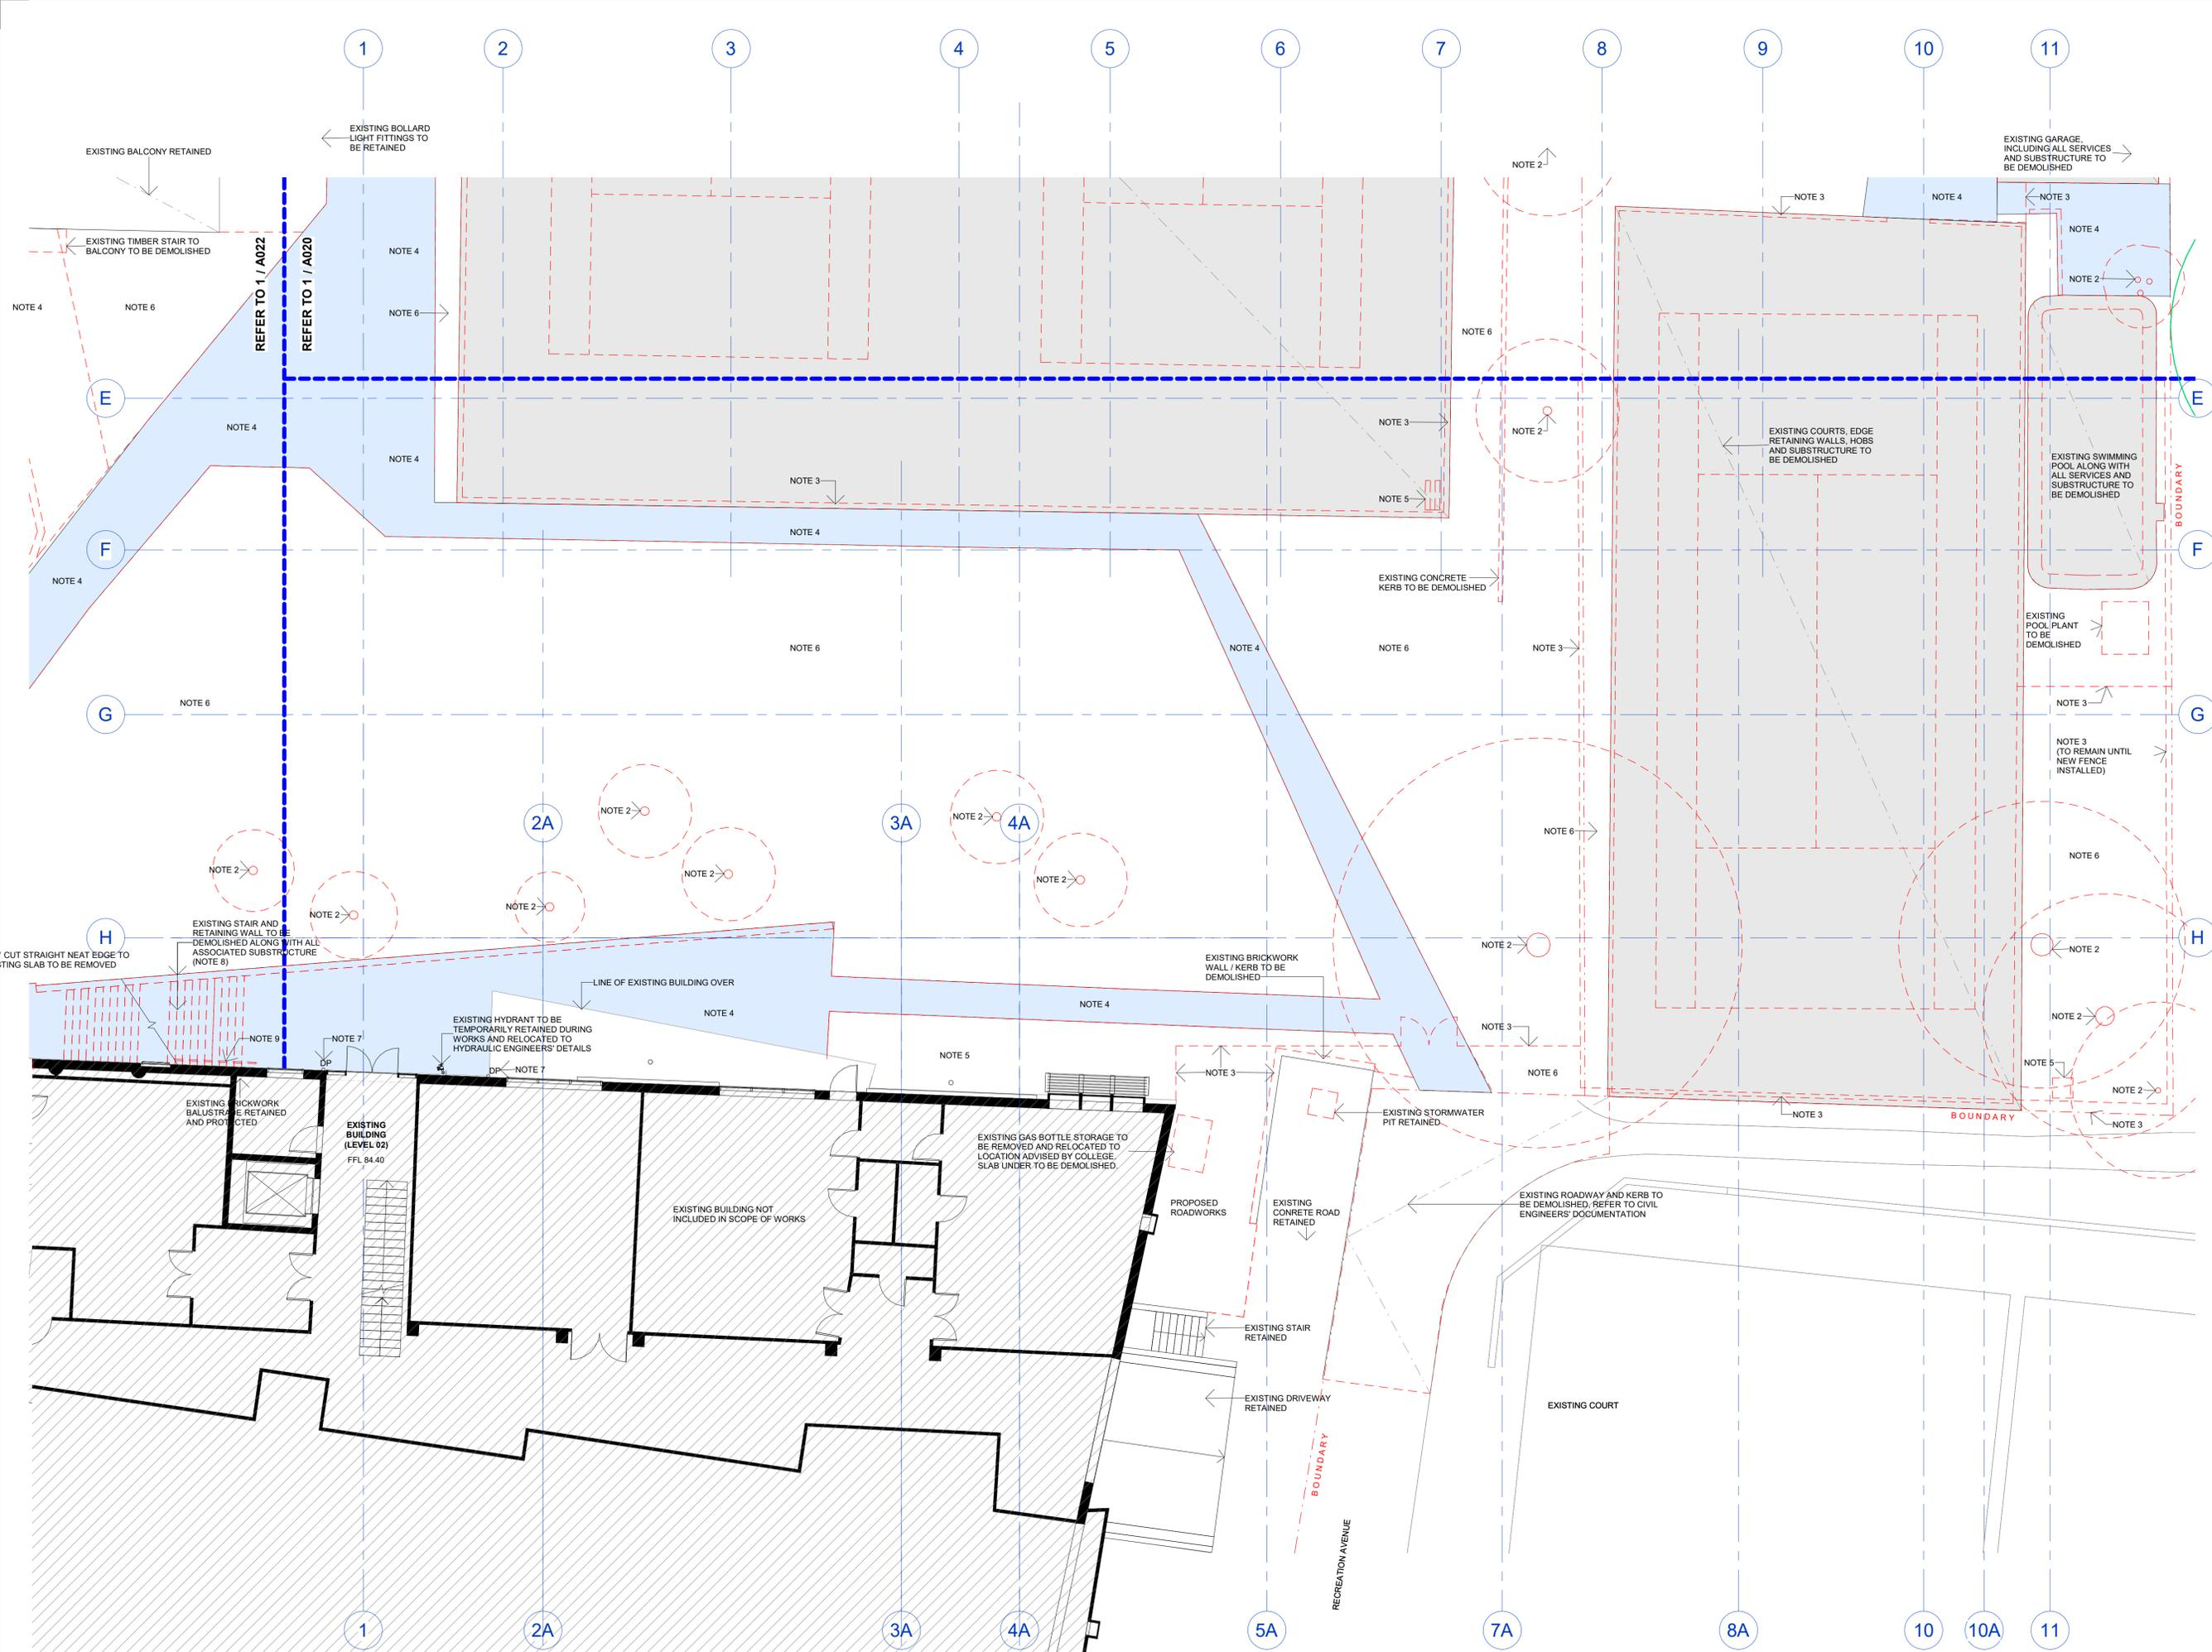 1
2
3
4
5
6
7
8
9
10
11
EXISTING BOLLARD
LIGHT FITTINGS TO
BE RETAINED
EXISTING BALCONY RETAINED
NOTE 2
EXISTING GARAGE,
INCLUDING ALL SERVICES
AND SUBSTRUCTURE TO
BE DEMOLISHED
NOTE 3
NOTE 4
NOTE 3
NOTE 4
EXISTING TIMBER STAIR TO
BALCONY TO BE DEMOLISHED
REFER TO 1 / A022
REFER TO 1 / A020
NOTE 4
NOTE 2
NOTE 4
NOTE 6
NOTE 6
NOTE 6
E
E
NOTE 4
NOTE 3
NOTE 2
EXISTING COURTS, EDGE
RETAINING WALLS, HOBS
AND SUBSTRUCTURE TO
BE DEMOLISHED
NOTE 4
EXISTING SWIMMING
POOL ALONG WITH
ALL SERVICES AND
SUBSTRUCTURE TO
BE DEMOLISHED
BOUNDARY
NOTE 3
NOTE 5
NOTE 4
F
F
NOTE 4
EXISTING CONCRETE
KERB TO BE DEMOLISHED
EXISTING
POOL PLANT
TO BE
DEMOLISHED
NOTE 6
NOTE 4
NOTE 6
NOTE 3
NOTE 6
NOTE 3
G
G
NOTE 3
(TO REMAIN UNTIL
NEW FENCE
INSTALLED)
NOTE 2
NOTE 2
2A
3A
4A
NOTE 6
NOTE 6
NOTE 2
NOTE 2
NOTE 2
NOTE 2
NOTE 2
H
H
EXISTING STAIR AND
RETAINING WALL TO BE
DEMOLISHED ALONG WITH ALL
ASSOCIATED SUBSTRUCTURE
(NOTE 8)
CUT STRAIGHT NEAT EDGE TO
STING SLAB TO BE REMOVED
NOTE 2
NOTE 2
EXISTING BRICKWORK
WALL / KERB TO BE
DEMOLISHED
LINE OF EXISTING BUILDING OVER
NOTE 4
NOTE 4
NOTE 2
EXISTING HYDRANT TO BE
TEMPORARILY RETAINED DURING
WORKS AND RELOCATED TO
HYDRAULIC ENGINEERS' DETAILS
NOTE 3
NOTE 9
NOTE 7
NOTE 5
DP
DP
NOTE 7
NOTE 3
NOTE 6
NOTE 5
NOTE 2
EXISTING BRICKWORK
BALUSTRADE RETAINED
AND PROTECTED
EXISTING STORMWATER
PIT RETAINED
NOTE 3
BOUNDARY
NOTE 3
EXISTING
BUILDING
(LEVEL 02)
FFL 84.40
EXISTING GAS BOTTLE STORAGE TO
BE REMOVED AND RELOCATED TO
LOCATION ADVISED BY COLLEGE.
SLAB UNDER TO BE DEMOLISHED.
EXISTING BUILDING NOT
INCLUDED IN SCOPE OF WORKS
PROPOSED
ROADWORKS
EXISTING
CONRETE ROAD
RETAINED
EXISTING ROADWAY AND KERB TO
BE DEMOLISHED, REFER TO CIVIL
ENGINEERS' DOCUMENTATION
EXISTING STAIR
RETAINED
EXISTING DRIVEWAY
RETAINED
EXISTING COURT
BOUNDARY
RECREATION AVENUE
1
2A
3A
4A
5A
7A
8A
10
10A
11